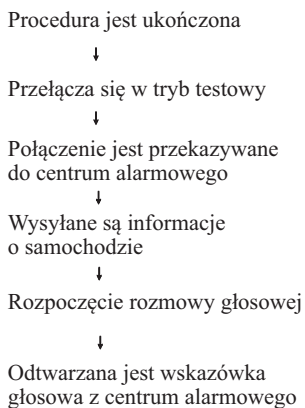 Procedura jest ukończona
Przełącza się w tryb testowy
Połączenie jest przekazywane
do centrum alarmowego
Wysyłane są informacje
o samochodzie
Rozpoczęcie rozmowy głosowej
Odtwarzana jest wskazówka
głosowa z centrum alarmowego